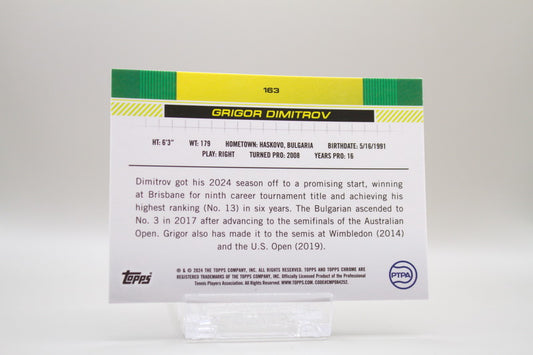 163
GRIGOR DIMITROV
HT: 6'3" WT: 179 HOMETOWN: HASKOVO, BULGARIA BIRTHDATE: 5/16/1991
PLAY: RIGHT TURNED PRO: 2008 YEARS PRO: 16
Dimitrov got his 2024 season off to a promising start, winning
at Brisbane for ninth career tournament title and achieving his
highest ranking (No. 13) in six years. The Bulgarian ascended to
No. 3 in 2017 after advancing to the semifinals of the Australian
Open. Grigor also has made it to the semis at Wimbledon (2014)
and the U.S. Open (2019).
Topps
® & © 2024 THE TOPPS COMPANY, INC. ALL RIGHTS RESERVED. TOPPS AND TOPPS CHROME ARE
REGISTERED TRADEMARKS OF THE TOPPS COMPANY, INC. Officially Licensed Product of the Professional
Tennis Players Association. All Rights Reserved. WWW.TOPPS.COM. CODE#CMP084252.
PTPA